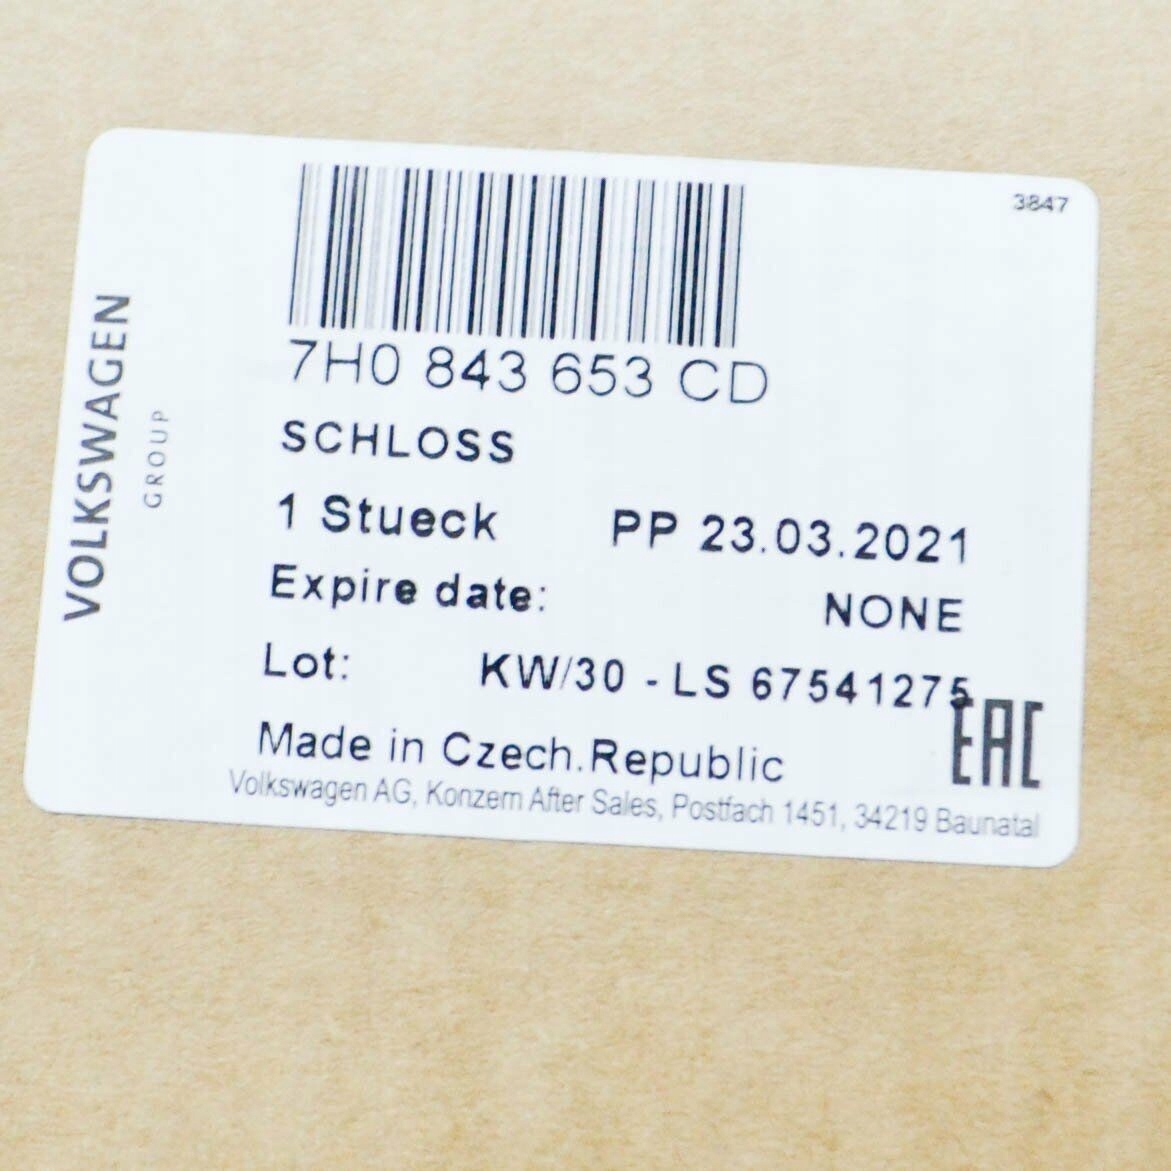 3847
VOLKSWAGEN
GROUP
7H0 843 653 CD
SCHLOSS
1 Stueck PP 23.03.2021
Expire date: NONE
Lot: KW/30 - LS 67541275
EAC
Made in Czech.Republic
Volkswagen AG, Konzern After Sales, Postfach 1451, 34219 Baunatal